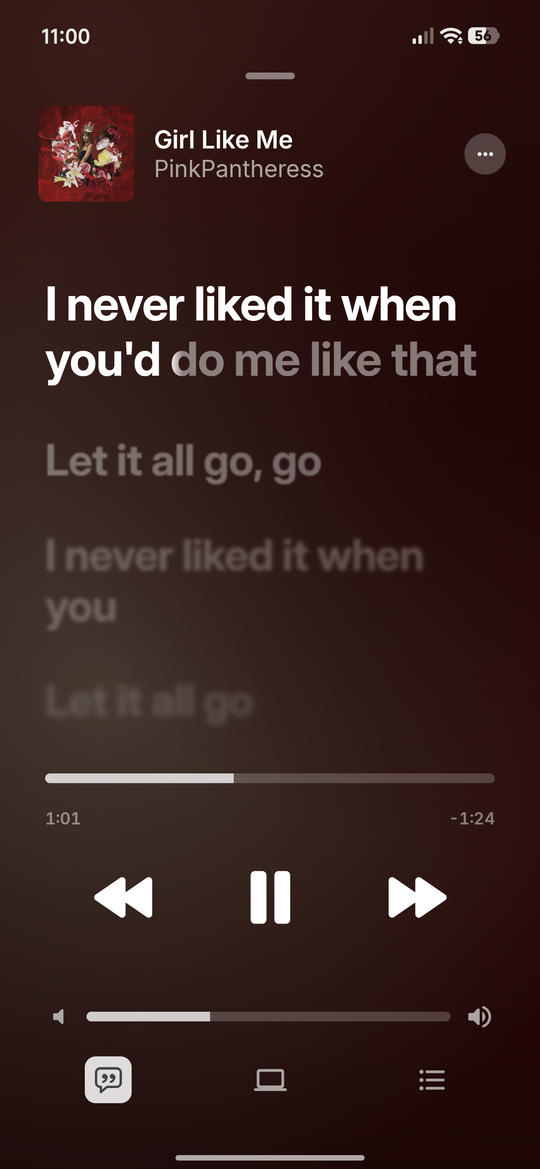 11:00
56
Girl Like Me
PinkPantheress
I never liked it when
you'd do me like that
Let it all go, go
I never liked it when
you
Let it all go
1:01
-1:24